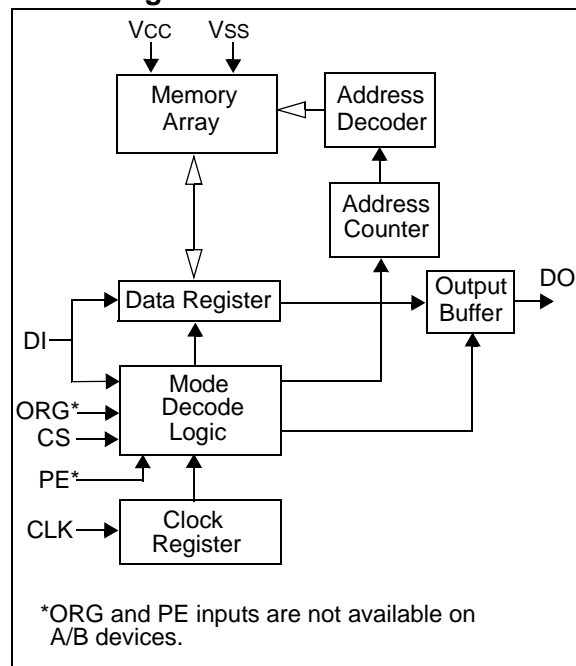 VCC VSS
Memory
Array
Address
Decoder
Address
Counter
Data Register
Output
Buffer
DO
DI
Mode
Decode
Logic
ORG*
CS
PE*
CLK
Clock
Register
*ORG and PE inputs are not available on
A/B devices.